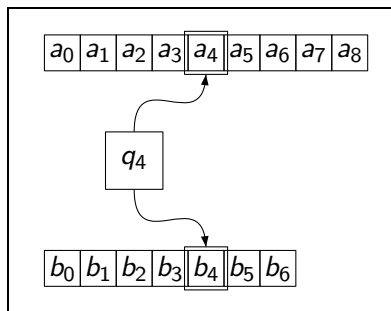 a₀ a₁ a₂ a₃ a₄ a₅ a₆ a₇ a₈
q₄
b₀ b₁ b₂ b₃ b₄ b₅ b₆